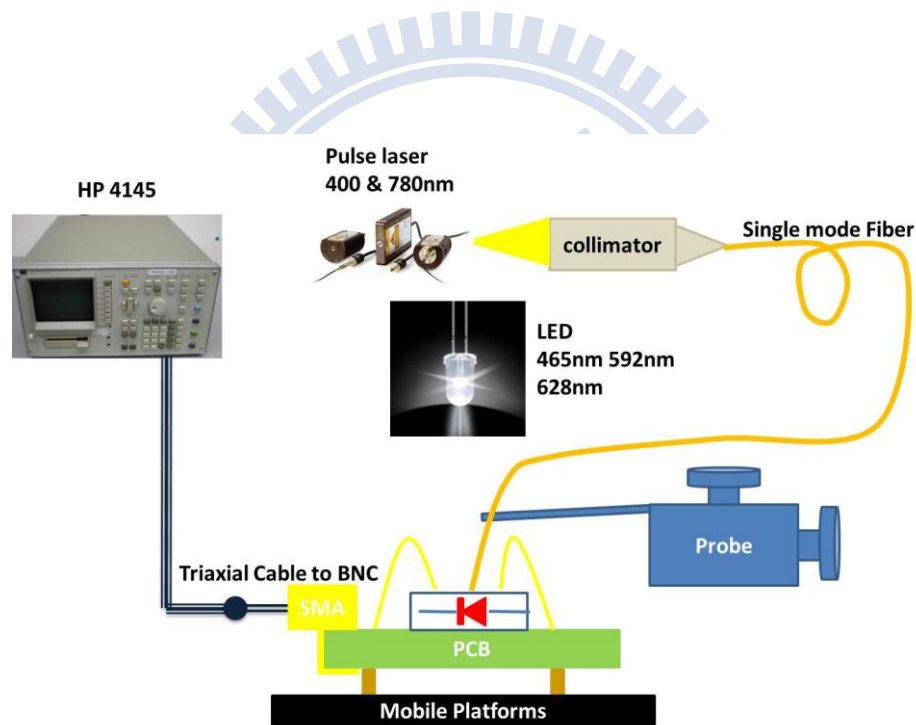 Pulse laser
400 & 780nm
HP 4145
collimator
Single mode Fiber
LED
465nm 592nm
628nm
Probe
Triaxial Cable to BNC
SMA
PCB
Mobile Platforms